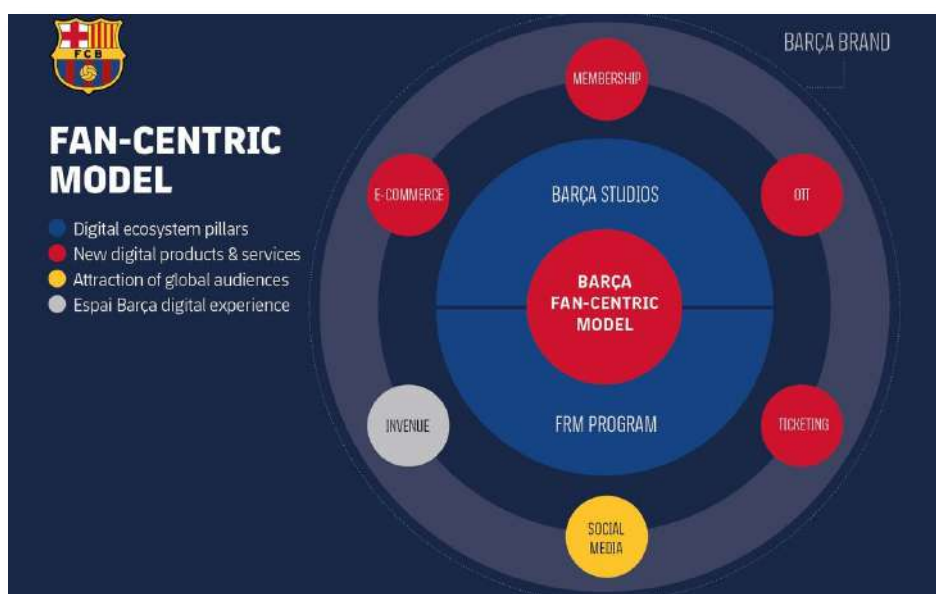 FCB
FAN-CENTRIC
MODEL
Digital ecosystem pillars
New digital products & services
Attraction of global audiences
Espai Barça digital experience
BARÇA BRAND
MEMBERSHIP
E-COMMERCE
BARÇA STUDIOS
OTT
BARÇA
FAN-CENTRIC
MODEL
INVENUE
FRM PROGRAM
TICKETING
SOCIAL
MEDIA